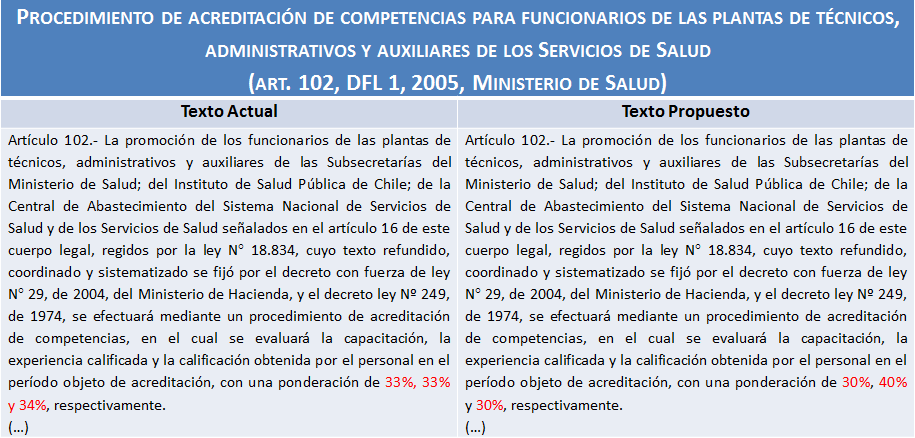 PROCEDIMIENTO DE ACREDITACIÓN DE COMPETENCIAS PARA FUNCIONARIOS DE LAS PLANTAS DE TÉCNICOS,
ADMINISTRATIVOS Y AUXILIARES DE LOS SERVICIOS DE SALUD
(ART. 102, DFL 1, 2005, MINISTERIO DE SALUD)
Texto Actual
Artículo 102.- La promoción de los funcionarios de las plantas de
técnicos, administrativos y auxiliares de las Subsecretarías del
Ministerio de Salud; del Instituto de Salud Pública de Chile; de la
Central de Abastecimiento del Sistema Nacional de Servicios de
Salud y de los Servicios de Salud señalados en el artículo 16 de este
cuerpo legal, regidos por la ley N° 18.834, cuyo texto refundido,
coordinado y sistematizado se fijó por el decreto con fuerza de ley
N° 29, de 2004, del Ministerio de Hacienda, y el decreto ley Nº 249,
de 1974, se efectuará mediante un procedimiento de acreditación
de competencias, en el cual se evaluará la capacitación, la
experiencia calificada y la calificación obtenida por el personal en el
período objeto de acreditación, con una ponderación de 33%, 33%
y 34%, respectivamente.
(...)
Texto Propuesto
Artículo 102.- La promoción de los funcionarios de las plantas de
técnicos, administrativos y auxiliares de las Subsecretarías del
Ministerio de Salud; del Instituto de Salud Pública de Chile; de la
Central de Abastecimiento del Sistema Nacional de Servicios de
Salud y de los Servicios de Salud señalados en el artículo 16 de este
cuerpo legal, regidos por la ley N° 18.834, cuyo texto refundido,
coordinado y sistematizado se fijó por el decreto con fuerza de ley
N° 29, de 2004, del Ministerio de Hacienda, y el decreto ley Nº 249,
de 1974, se efectuará mediante un procedimiento de acreditación
de competencias, en el cual se evaluará la capacitación, la
experiencia calificada y la calificación obtenida por el personal en el
período objeto de acreditación, con una ponderación de 30%, 40%
y 30%, respectivamente.
(...)